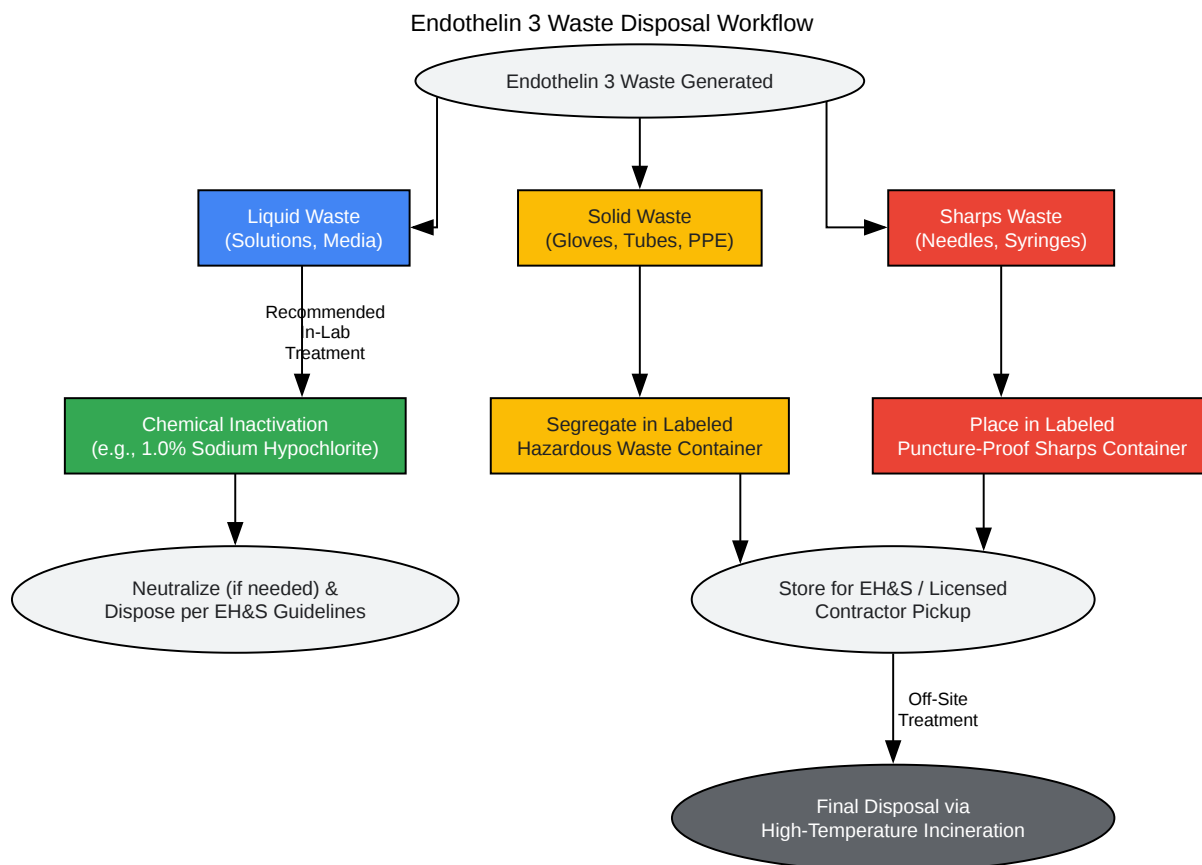 Endothelin 3 Waste Disposal Workflow
Endothelin 3 Waste Generated
Liquid Waste
(Solutions, Media)
Solid Waste
(Gloves, Tubes, PPE)
Sharps Waste
(Needles, Syringes)
Recommended
In-Lab
Treatment
Chemical Inactivation
(e.g., 1.0% Sodium Hypochlorite)
Segregate in Labeled
Hazardous Waste Container
Place in Labeled
Puncture-Proof Sharps Container
Neutralize (if needed) &
Dispose per EH&S Guidelines
Store for EH&S / Licensed
Contractor Pickup
Off-Site
Treatment
Final Disposal via
High-Temperature Incineration